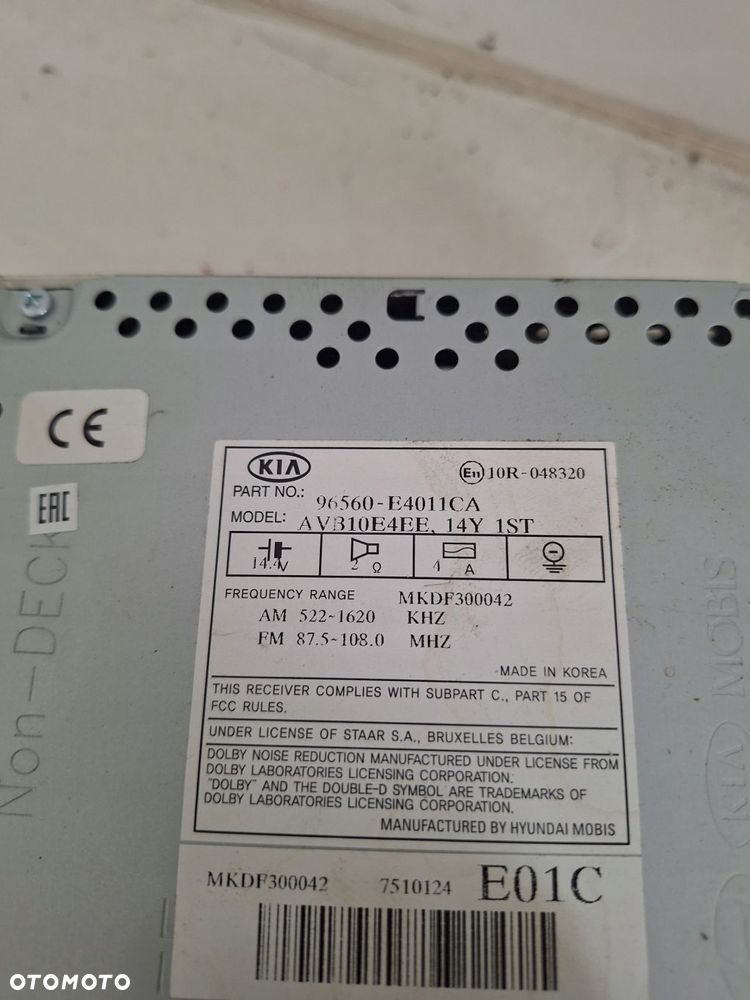 CE
EAC
Non-DECK
KIA
E11 10R-048320
PART NO.: 96560-E4011CA
MODEL: AVB10E4EE, 14Y 1ST
14.4 V
2 Ω
4 A
FREQUENCY RANGE MKDF300042
AM 522~1620 KHZ
FM 87.5~108.0 MHZ
MADE IN KOREA
THIS RECEIVER COMPLIES WITH SUBPART C., PART 15 OF
FCC RULES.
UNDER LICENSE OF STAAR S.A., BRUXELLES BELGIUM:
DOLBY NOISE REDUCTION MANUFACTURED UNDER LICENSE FROM
DOLBY LABORATORIES LICENSING CORPORATION.
"DOLBY" AND THE DOUBLE-D SYMBOL ARE TRADEMARKS OF
DOLBY LABORATORIES LICENSING CORPORATION.
MANUFACTURED BY HYUNDAI MOBIS
MKDF300042 7510124 E01C
MOBIS
KIA
OTOMOTO